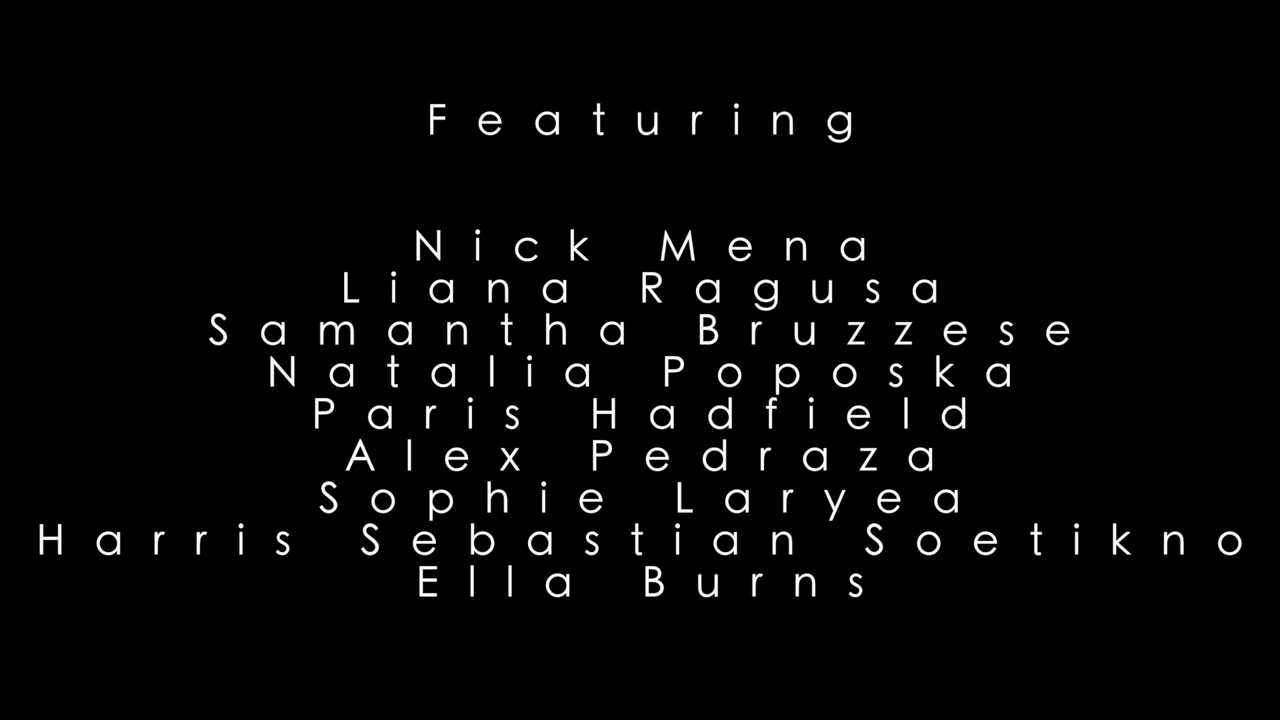 Featuring
Nick Mena
Liana Ragusa
Samantha Bruzzese
Natalia Poposka
Paris Hadfield
Alex Pedraza
Sophie Laryea
Harris Sebastian Soetikno
Ella Burns